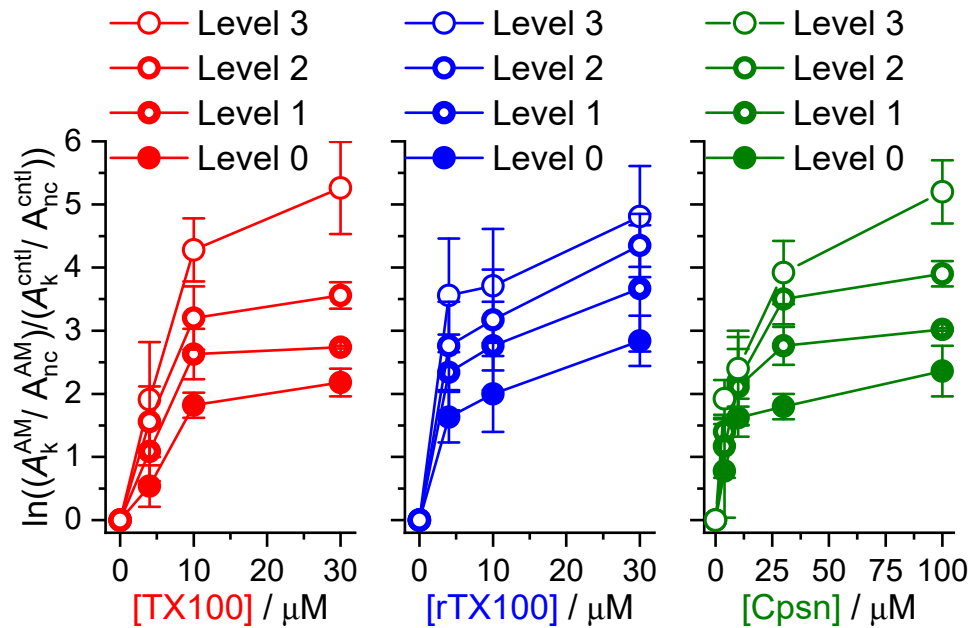 Level 3 Level 3 Level 3
Level 2 Level 2 Level 2
Level 1 Level 1 Level 1
Level 0 Level 0 Level 0
ln((A_k^AM/ A_nc^AM)/(A_k^cntl/ A_nc^cntl))
6
5
4
3
2
1
0
0 10 20 30 0 10 20 30 0 25 50 75 100
[TX100] / μM [rTX100] / μM [Cpsn] / μM